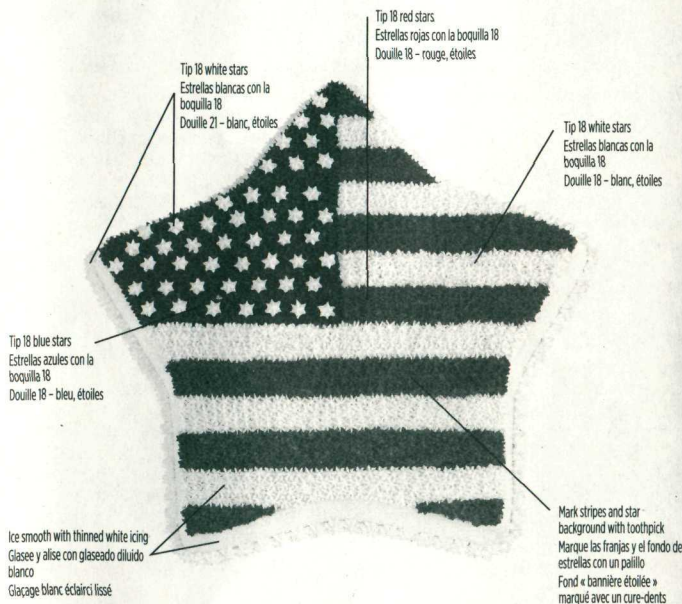 Tip 18 red stars
Estrellas rojas con la boquilla 18
Douille 18 – rouge, étoiles
Tip 18 white stars
Estrellas blancas con la
boquilla 18
Douille 21 – blanc, étoiles
Tip 18 white stars
Estrellas blancas con la
boquilla 18
Douille 18 – blanc, étoiles
Tip 18 blue stars
Estrellas azules con la
boquilla 18
Douille 18 – bleu, étoiles
Ice smooth with thinned white icing
Glasee y alise con glaseado diluido
blanco
Glaçage blanc éclairci lissé
Mark stripes and star
background with toothpick
Marque las franjas y el fondo de
estrellas con un palillo
Fond « bannière étoilée »
marqué avec un cure-dents